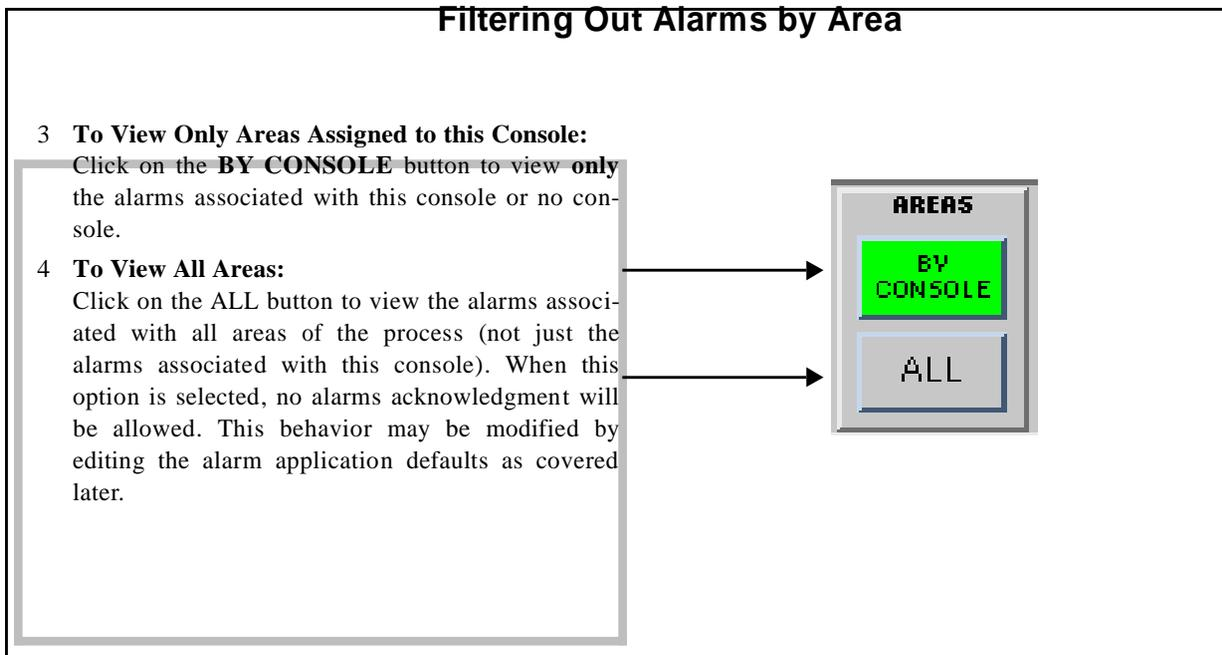 Filtering Out Alarms by Area
3 To View Only Areas Assigned to this Console:
Click on the BY CONSOLE button to view only
the alarms associated with this console or no con-
sole.
4 To View All Areas:
Click on the ALL button to view the alarms associ-
ated with all areas of the process (not just the
alarms associated with this console). When this
option is selected, no alarms acknowledgment will
be allowed. This behavior may be modified by
editing the alarm application defaults as covered
later.
AREAS
BY
CONSOLE
ALL